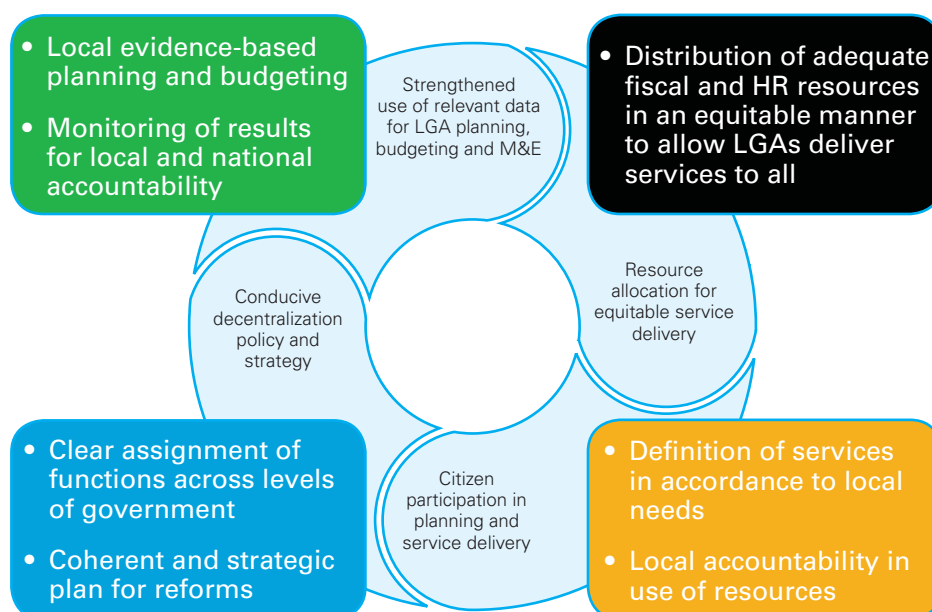 • Local evidence-based
planning and budgeting
• Monitoring of results
for local and national
accountability
Strengthened
use of relevant data
for LGA planning,
budgeting and M&E
• Distribution of adequate
fiscal and HR resources
in an equitable manner
to allow LGAs deliver
services to all
Conducive
decentralization
policy and
strategy
Resource
allocation for
equitable service
delivery
• Clear assignment of
functions across levels
of government
• Coherent and strategic
plan for reforms
Citizen
participation in
planning and
service delivery
• Definition of services
in accordance to local
needs
• Local accountability in
use of resources